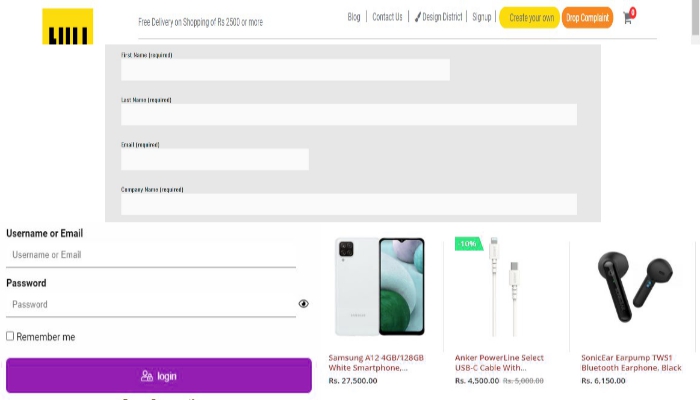 Free Delivery on Shopping of Rs 2500 or more
Blog | Contact Us | Design District | Signup | Create your own Drop Complaint 0
First Name (required)
Last Name (required)
Email (required)
Company Name (required)
Username or Email
Username or Email
Password
Password
Remember me
login
Samsung A12 4GB/128GB
White Smartphone,...
Rs. 27,500.00
-10%
Anker PowerLine Select
USB-C Cable With...
Rs. 4,500.00 Rs. 5,000.00
SonicEar Earpump TWS1
Bluetooth Earphone, Black
Rs. 6,150.00